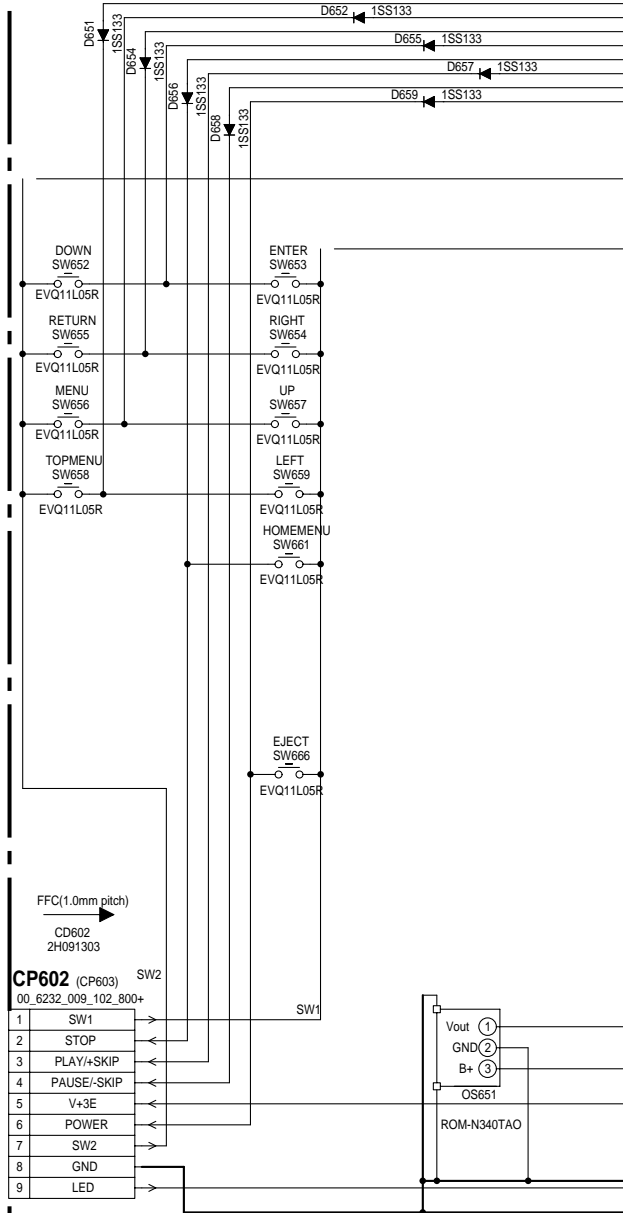 D651 1SS133
D652 1SS133
D654 1SS133
D655 1SS133
D656 1SS133
D657 1SS133
D658 1SS133
D659 1SS133
DOWN
SW652
EVQ11L05R
ENTER
SW653
EVQ11L05R
RETURN
SW655
EVQ11L05R
RIGHT
SW654
EVQ11L05R
MENU
SW656
EVQ11L05R
UP
SW657
EVQ11L05R
TOPMENU
SW658
EVQ11L05R
LEFT
SW659
EVQ11L05R
HOMEMENU
SW661
EVQ11L05R
EJECT
SW666
EVQ11L05R
FFC(1.0mm pitch)
CD602
2H091303
CP602 (CP603)
SW2
00_6232_009_102_800+
SW1
1 SW1
2 STOP
3 PLAY/+SKIP
4 PAUSE/-SKIP
5 V+3E
6 POWER
7 SW2
8 GND
9 LED
Vout 1
GND 2
B+ 3
OS651
ROM-N340TAO